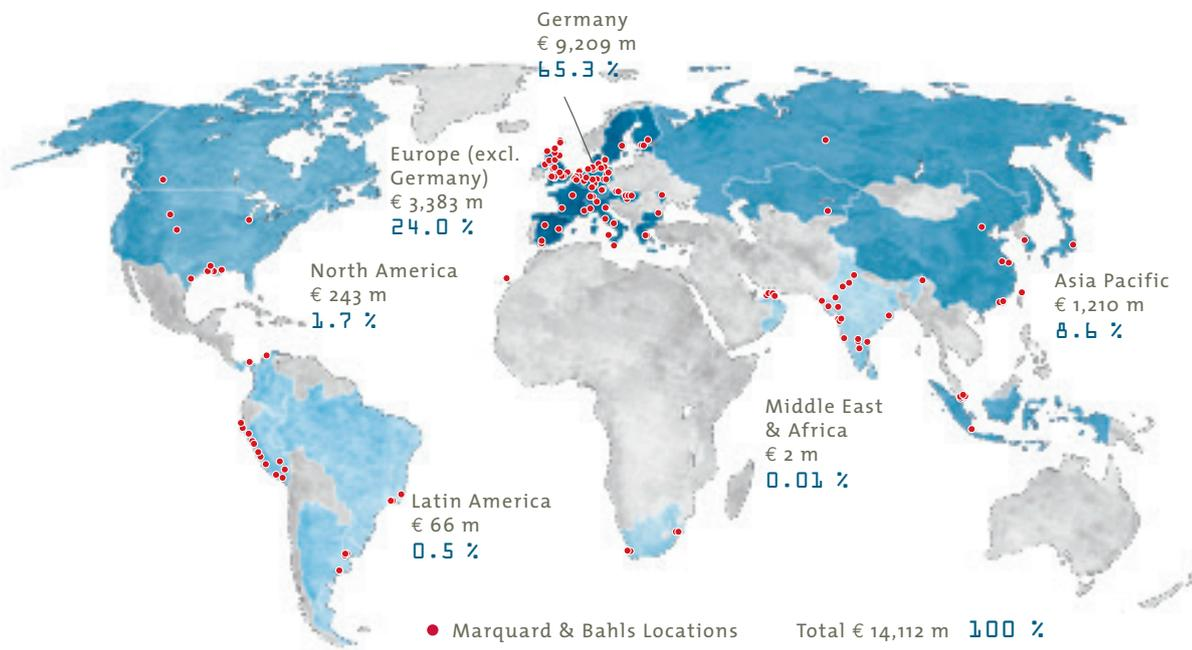 Germany
€ 9,209 m
65.3 %
Europe (excl.
Germany)
€ 3,383 m
24.0 %
North America
€ 243 m
1.7 %
Asia Pacific
€ 1,210 m
8.6 %
Middle East
& Africa
€ 2 m
0.01 %
Latin America
€ 66 m
0.5 %
Marquard & Bahls Locations
Total € 14,112 m 100 %